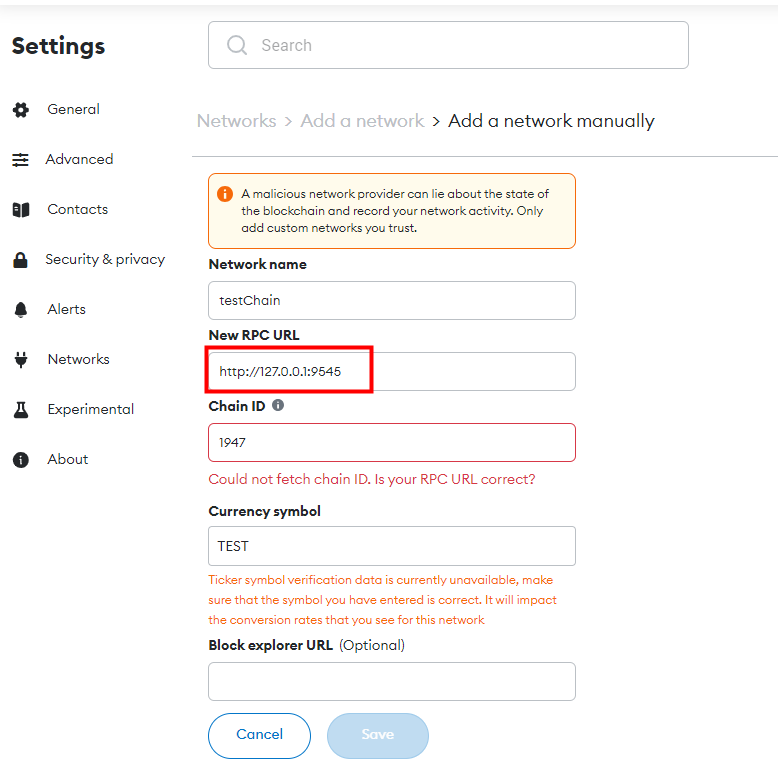 Settings
Search
General
Advanced
Contacts
Security & privacy
Alerts
Networks
Experimental
About
Networks > Add a network > Add a network manually
A malicious network provider can lie about the state of
the blockchain and record your network activity. Only
add custom networks you trust.
Network name
testChain
New RPC URL
http://127.0.0.1:9545
Chain ID
1947
Could not fetch chain ID. Is your RPC URL correct?
Currency symbol
TEST
Ticker symbol verification data is currently unavailable, make
sure that the symbol you have entered is correct. It will impact
the conversion rates that you see for this network
Block explorer URL (Optional)
Cancel
Save